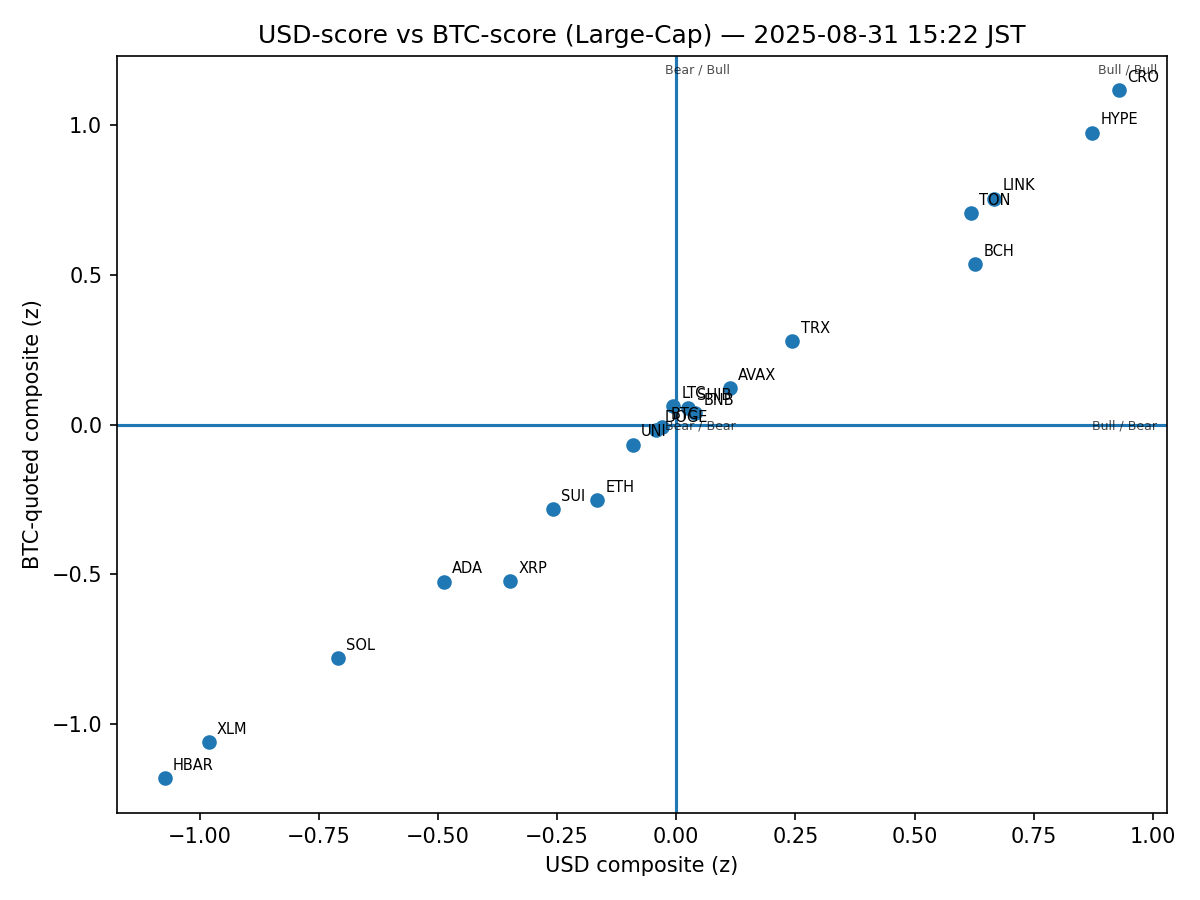 USD-score vs BTC-score (Large-Cap) — 2025-08-31 15:22 JST
Bear / Bull
Bull / Bull
CRO
HYPE
LINK
TON
BCH
TRX
AVAX
LTC
SHIB
BNB
BTC
DOGE
UNI
Bear / Bear
Bull / Bear
ETH
SUI
XRP
ADA
SOL
XLM
HBAR
1.0
0.5
0.0
−0.5
−1.0
BTC-quoted composite (z)
−1.00
−0.75
−0.50
−0.25
0.00
0.25
0.50
0.75
1.00
USD composite (z)